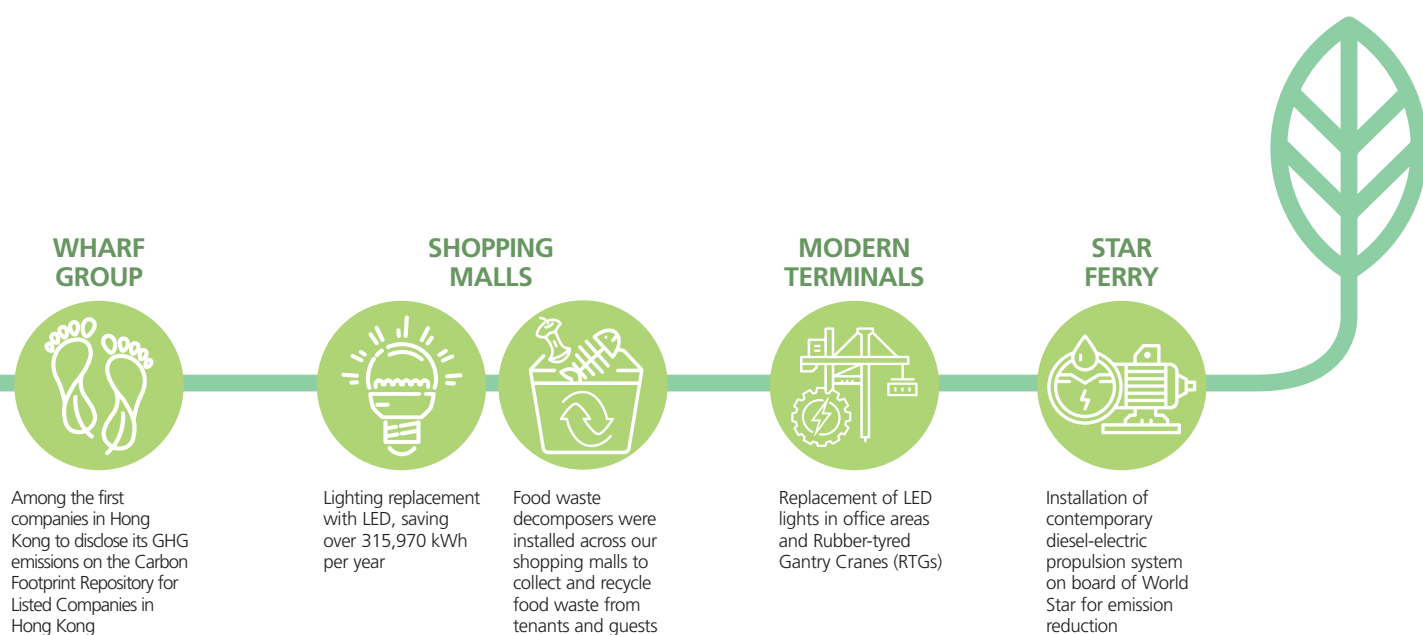 WHARF
GROUP
Among the first
companies in Hong
Kong to disclose its GHG
emissions on the Carbon
Footprint Repository for
Listed Companies in
Hong Kong
SHOPPING
MALLS
Lighting replacement
with LED, saving
over 315,970 kWh
per year
Food waste
decomposers were
installed across our
shopping malls to
collect and recycle
food waste from
tenants and guests
MODERN
TERMINALS
Replacement of LED
lights in office areas
and Rubber-tyred
Gantry Cranes (RTGs)
STAR
FERRY
Installation of
contemporary
diesel-electric
propulsion system
on board of World
Star for emission
reduction